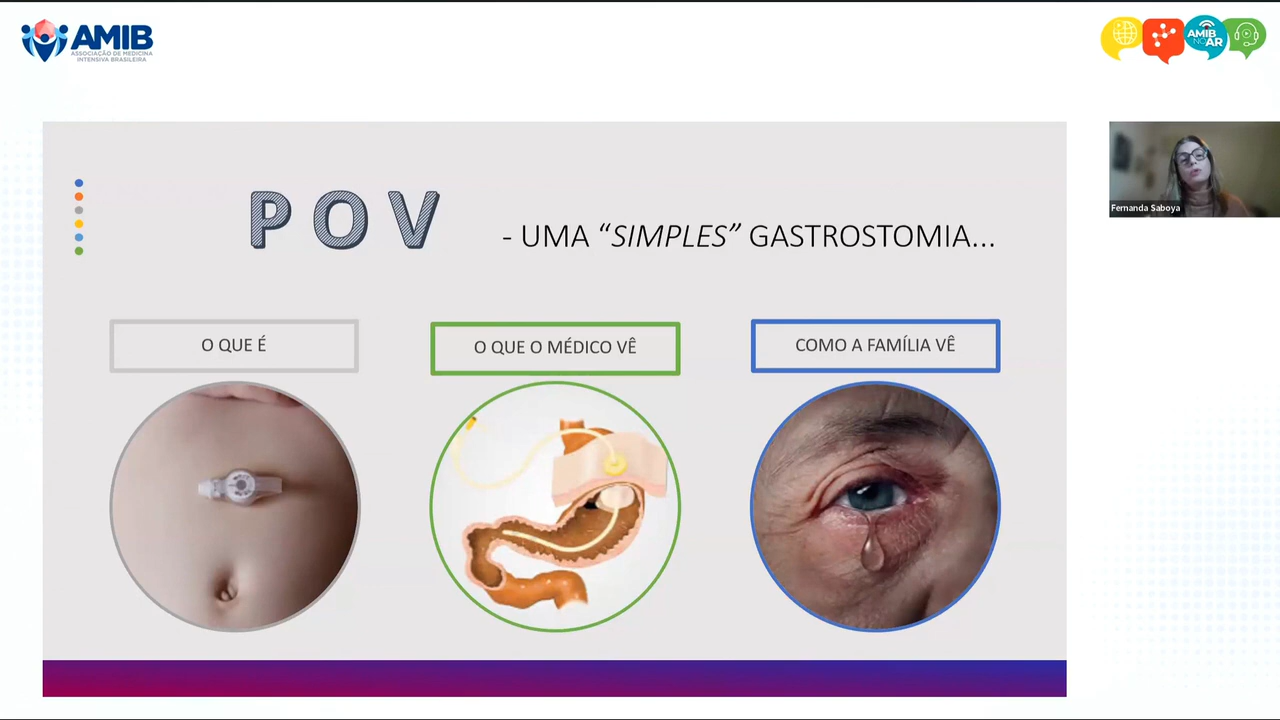 AMIB
ASSOCIAÇÃO DE MEDICINA
INTENSIVA BRASILEIRA
AMIB
NO AR
Fernanda Saboya
POV
- UMA “SIMPLES” GASTROSTOMIA...
O QUE É
O QUE O MÉDICO VÊ
COMO A FAMÍLIA VÊ